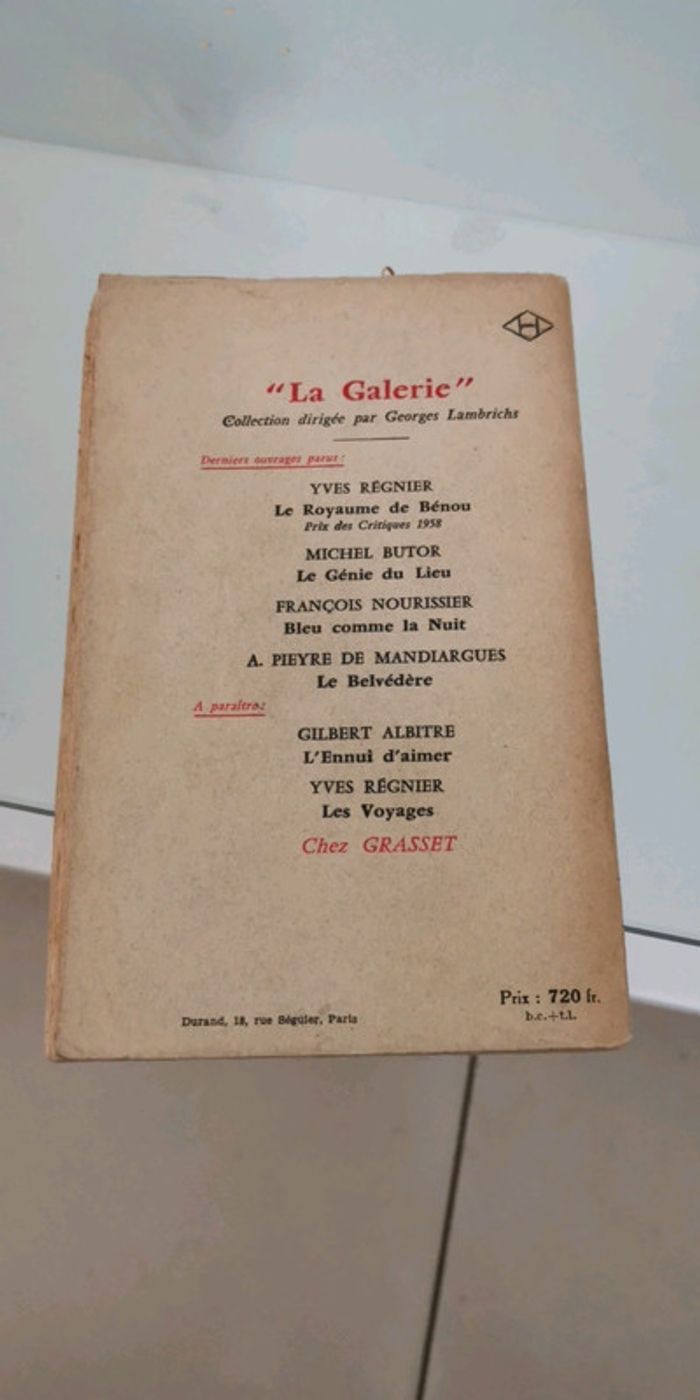 "La Galerie"
Collection dirigée par Georges Lambrichs
Derniers ouvrages parus :
YVES RÉGNIER
Le Royaume de Bénou
Prix des Critiques 1958
MICHEL BUTOR
Le Génie du Lieu
FRANÇOIS NOURISSIER
Bleu comme la Nuit
A. PIEYRE DE MANDIARGUES
Le Belvédère
A paraître :
GILBERT ALBITRE
L'Ennui d'aimer
YVES RÉGNIER
Les Voyages
Chez GRASSET
Prix : 720 fr.
b.c.+t.l.
Durand, 18, rue Séguier, Paris